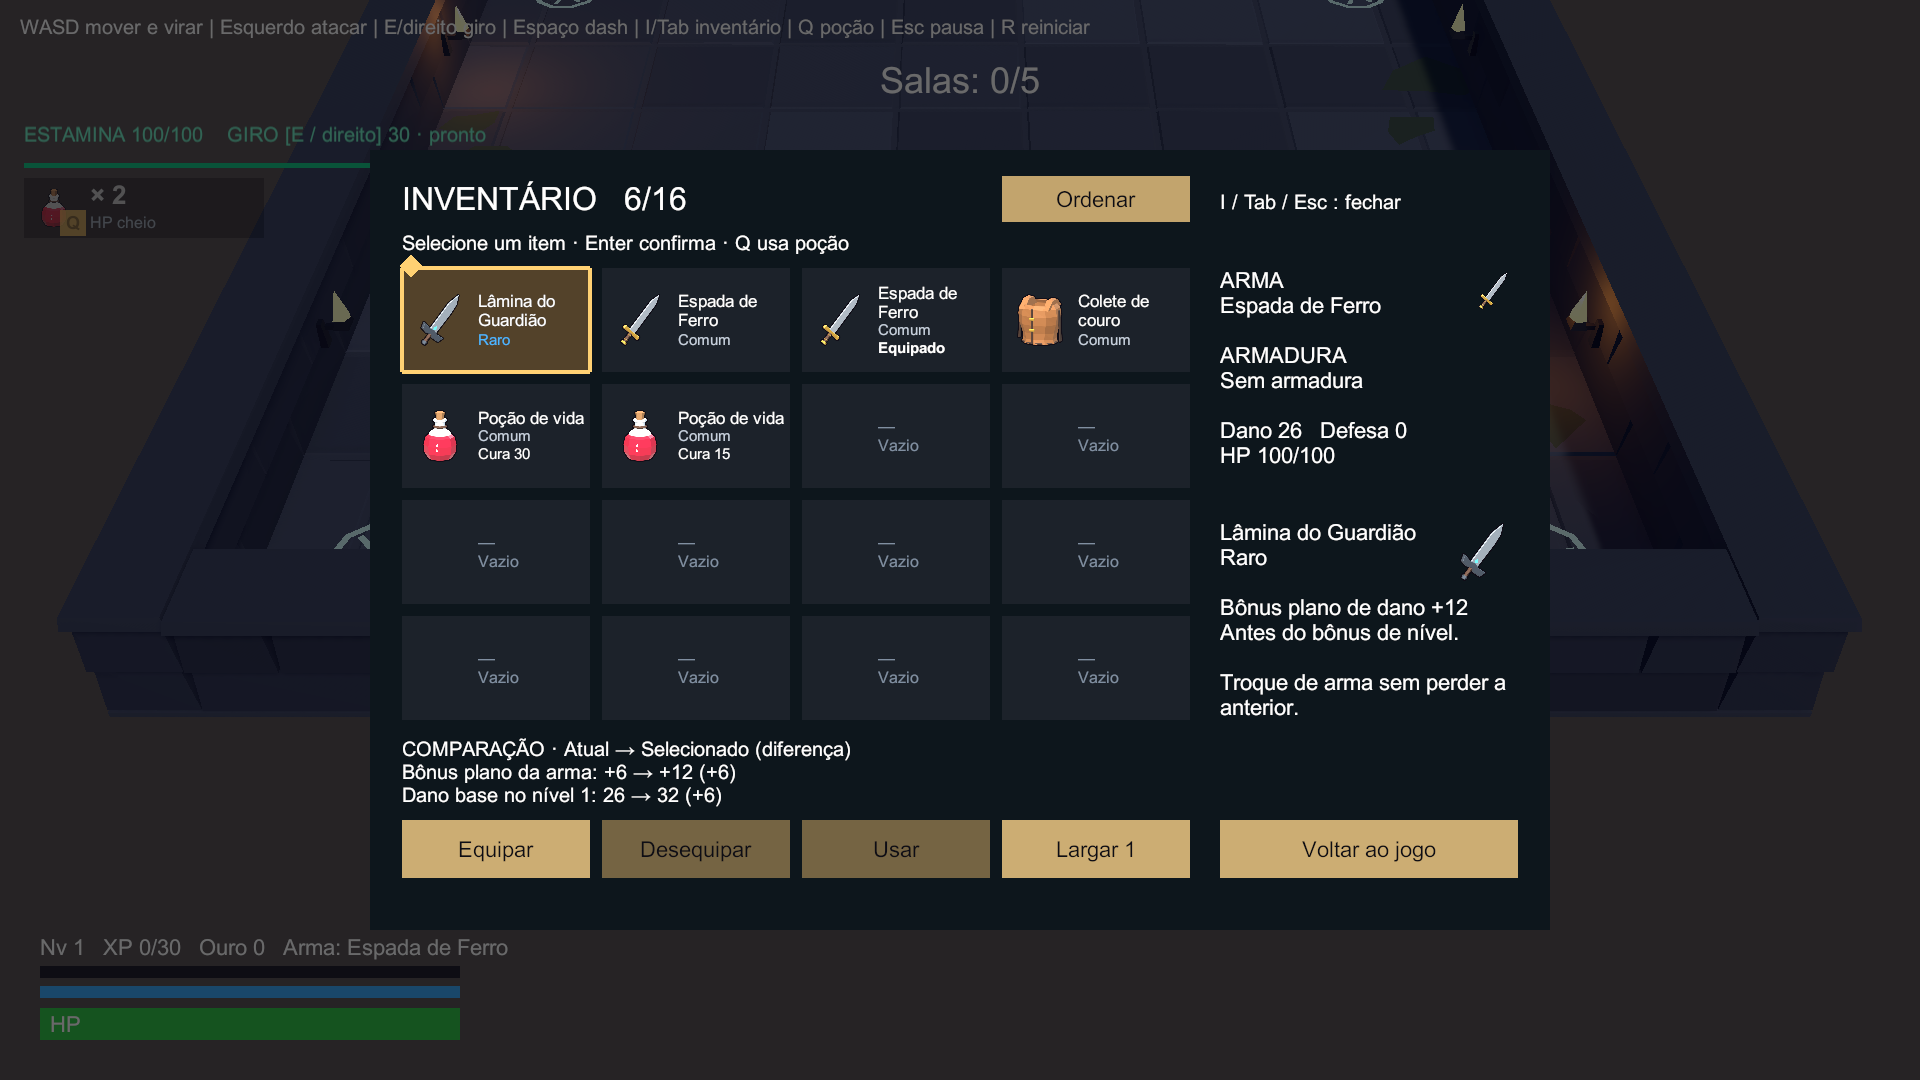 WASD mover e virar | Esquerdo atacar | E/direito giro | Espaço dash | I/Tab inventário | Q poção | Esc pausa | R reiniciar
Salas: 0/5
ESTAMINA 100/100 GIRO [E / direito] 30 · pronto
× 2
Q HP cheio
INVENTÁRIO 6/16
Ordenar
I / Tab / Esc : fechar
Selecione um item · Enter confirma · Q usa poção
Lâmina do
Guardião
Raro
Espada de
Ferro
Comum
Espada de
Ferro
Comum
Equipado
Colete de
couro
Comum
Poção de vida
Comum
Cura 30
Poção de vida
Comum
Cura 15
—
Vazio
—
Vazio
—
Vazio
—
Vazio
—
Vazio
—
Vazio
—
Vazio
—
Vazio
—
Vazio
—
Vazio
ARMA
Espada de Ferro
ARMADURA
Sem armadura
Dano 26 Defesa 0
HP 100/100
Lâmina do Guardião
Raro
Bônus plano de dano +12
Antes do bônus de nível.
Troque de arma sem perder a
anterior.
COMPARAÇÃO · Atual → Selecionado (diferença)
Bônus plano da arma: +6 → +12 (+6)
Dano base no nível 1: 26 → 32 (+6)
Equipar
Desequipar
Usar
Largar 1
Voltar ao jogo
Nv 1 XP 0/30 Ouro 0 Arma: Espada de Ferro
HP